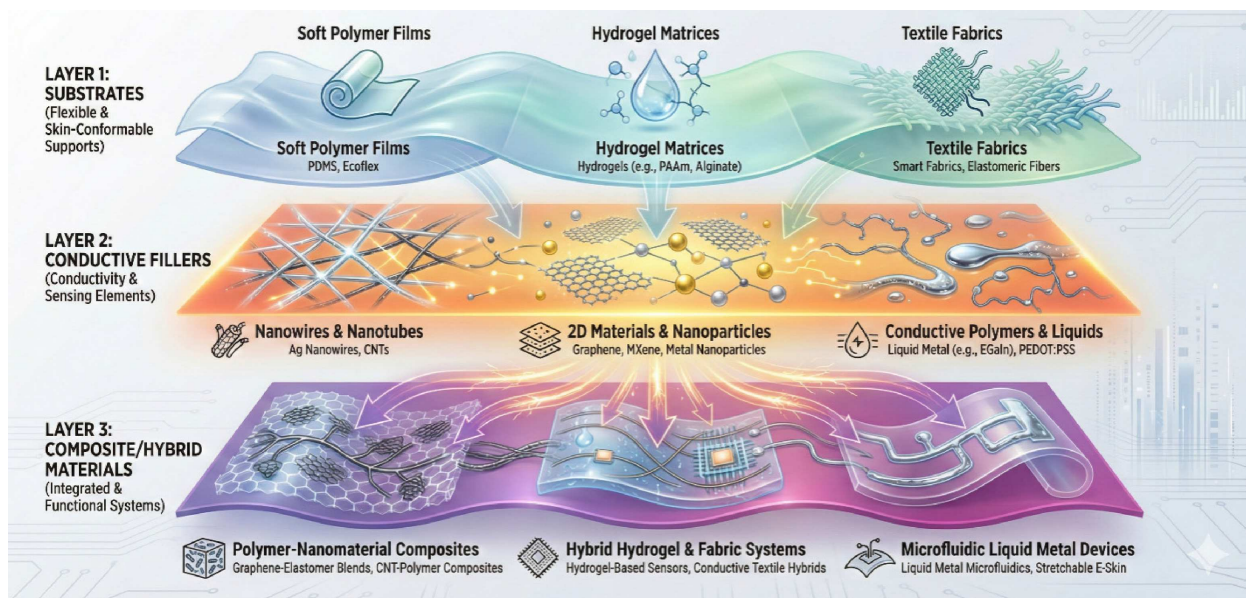 Soft Polymer Films
Hydrogel Matrices
Textile Fabrics
LAYER 1:
SUBSTRATES
(Flexible &
Skin-Conformable
Supports)
Soft Polymer Films
PDMS, Ecoflex
Hydrogel Matrices
Hydrogels (e.g., PAAm, Alginate)
Textile Fabrics
Smart Fabrics, Elastomeric Fibers
LAYER 2:
CONDUCTIVE FILLERS
(Conductivity &
Sensing Elements)
Nanowires & Nanotubes
Ag Nanowires, CNTs
2D Materials & Nanoparticles
Graphene, MXene, Metal Nanoparticles
Conductive Polymers & Liquids
Liquid Metal (e.g., EGaIn), PEDOT:PSS
LAYER 3:
COMPOSITE/HYBRID
MATERIALS
(Integrated &
Functional Systems)
Polymer-Nanomaterial Composites
Graphene-Elastomer Blends, CNT-Polymer Composites
Hybrid Hydrogel & Fabric Systems
Hydrogel-Based Sensors, Conductive Textile Hybrids
Microfluidic Liquid Metal Devices
Liquid Metal Microfluidics, Stretchable E-Skin